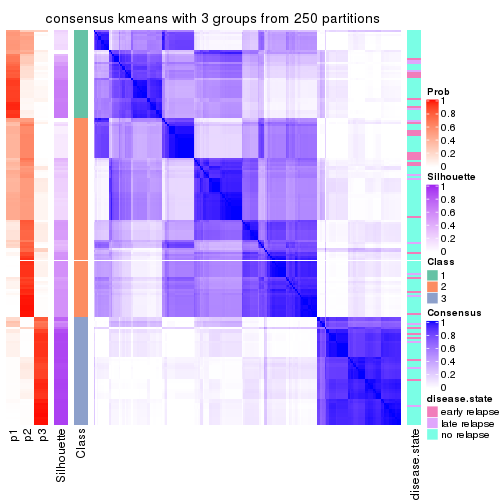 consensus kmeans with 3 groups from 250 partitions
p1
p2
p3
Silhouette
Class
disease.state
Prob
1
0.8
0.6
0.4
0.2
0
Silhouette
1
0.8
0.6
0.4
0.2
0
Class
1
2
3
Consensus
1
0.8
0.6
0.4
0.2
0
disease.state
early relapse
late relapse
no relapse